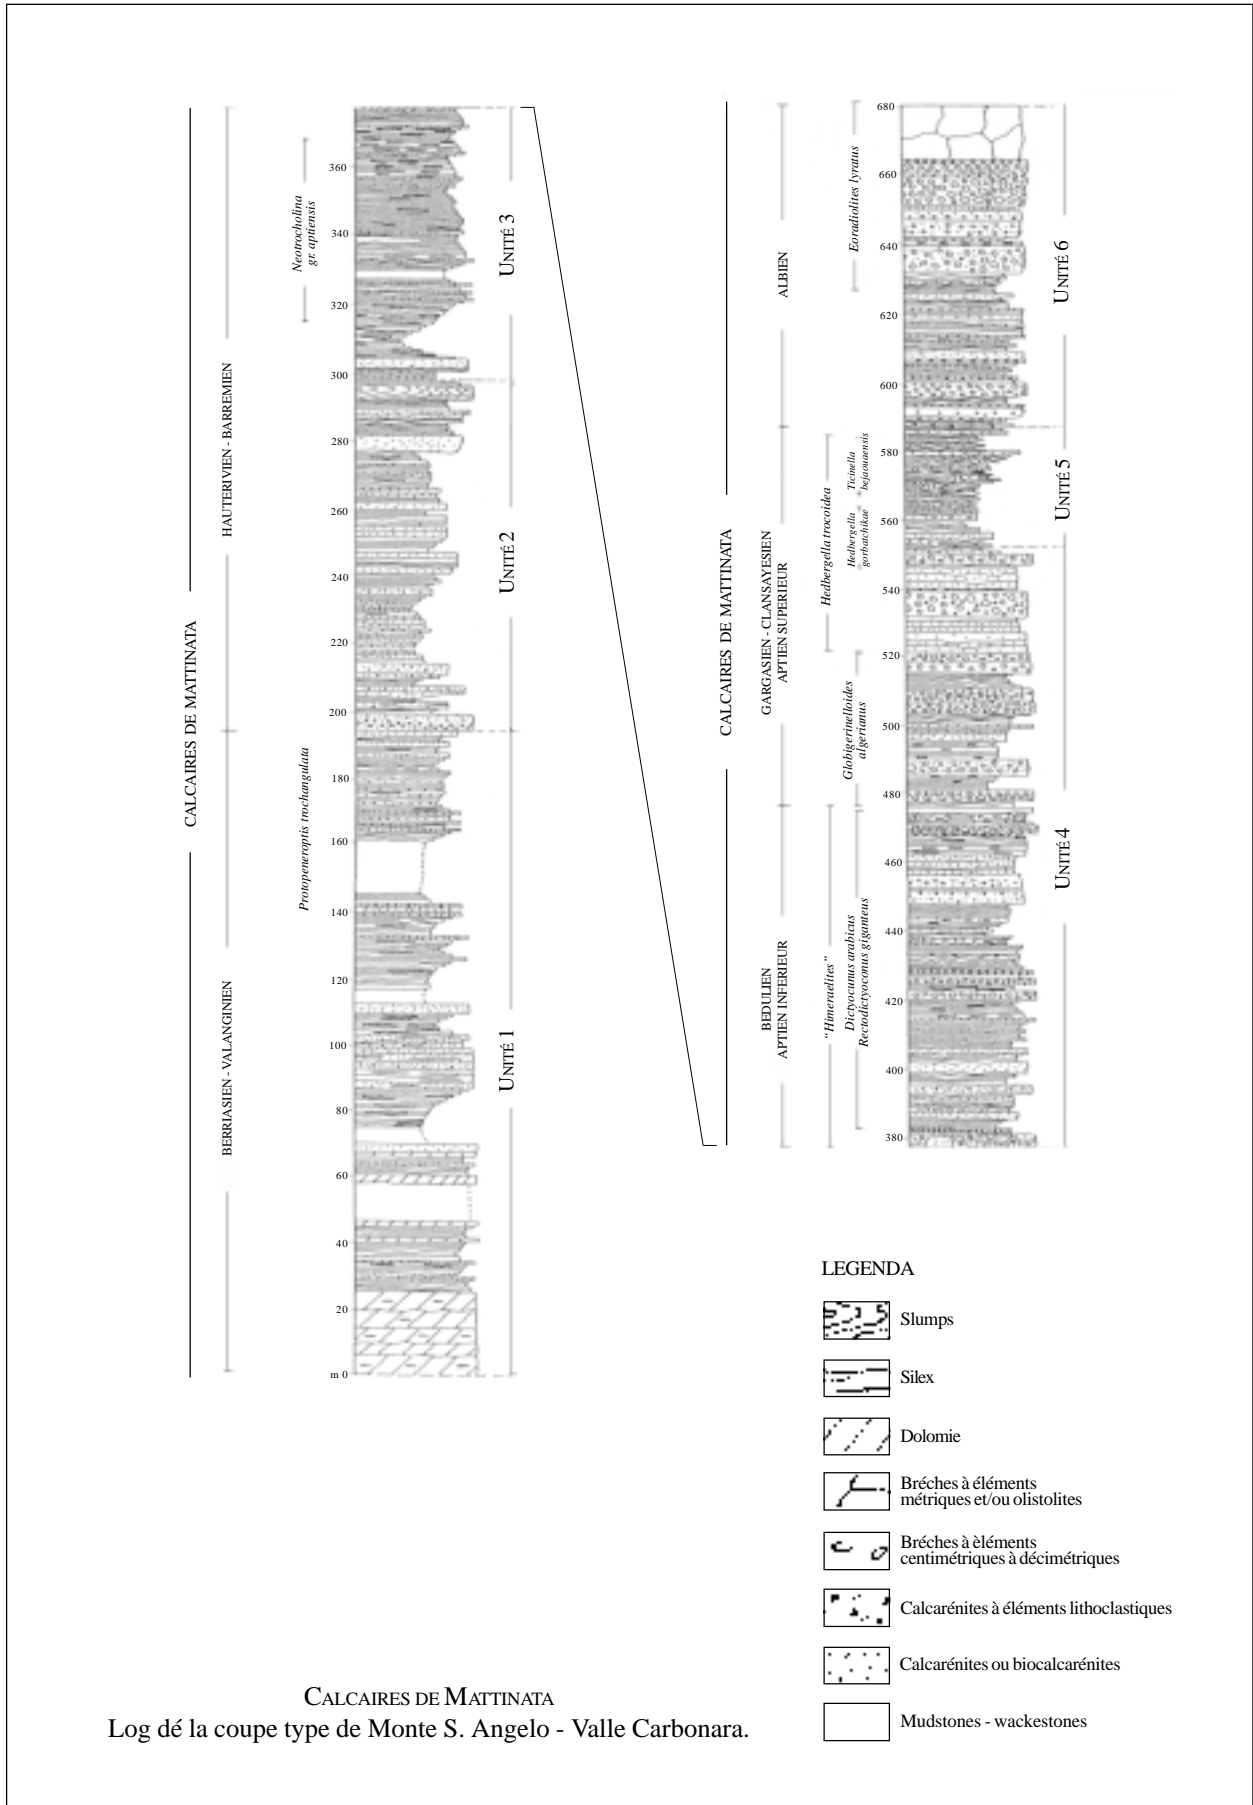 CALCAIRES DE MATTINATA
HAUTERIVIEN - BARREMIEN
BERRIASIEN - VALANGINIEN
Neotrocholina
gr. aptiensis
Protopeneroptis trochangulata
360
340
320
300
280
260
240
220
200
180
160
140
120
100
80
60
40
20
m 0
UNITÉ 3
UNITÉ 2
UNITÉ 1
CALCAIRES DE MATTINATA
ALBIEN
GARGASIEN - CLANSAYESIEN
APTIEN SUPERIEUR
BEDULIEN
APTIEN INFERIEUR
Eoradiolites lyratus
Hedbergella trocoidea
Ticinella
bejaouaensis
Hedbergella
gorbatchikae
Globigerinelloides
algerianus
“Himeraelites”
Dictyocunus arabicus
Rectodictyoconus giganteus
680
660
640
620
600
580
560
540
520
500
480
460
440
420
400
380
UNITÉ 6
UNITÉ 5
UNITÉ 4
LEGENDA
Slumps
Silex
Dolomie
Bréches à éléments
métriques et/ou olistolites
Bréches à èléments
centimétriques à décimétriques
Calcarénites à éléments lithoclastiques
Calcarénites ou biocalcarénites
Mudstones - wackestones
CALCAIRES DE MATTINATA
Log dé la coupe type de Monte S. Angelo - Valle Carbonara.